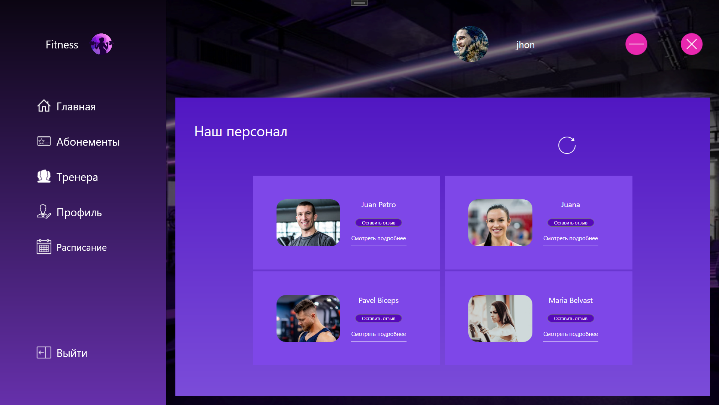 Fitness
jhon
Главная
Абонементы
Тренера
Профиль
Расписание
Выйти
Наш персонал
Juan Petro
Оставить отзыв
Смотреть подробнее
Juana
Оставить отзыв
Смотреть подробнее
Pavel Biceps
Оставить отзыв
Смотреть подробнее
Maria Belvast
Оставить отзыв
Смотреть подробнее